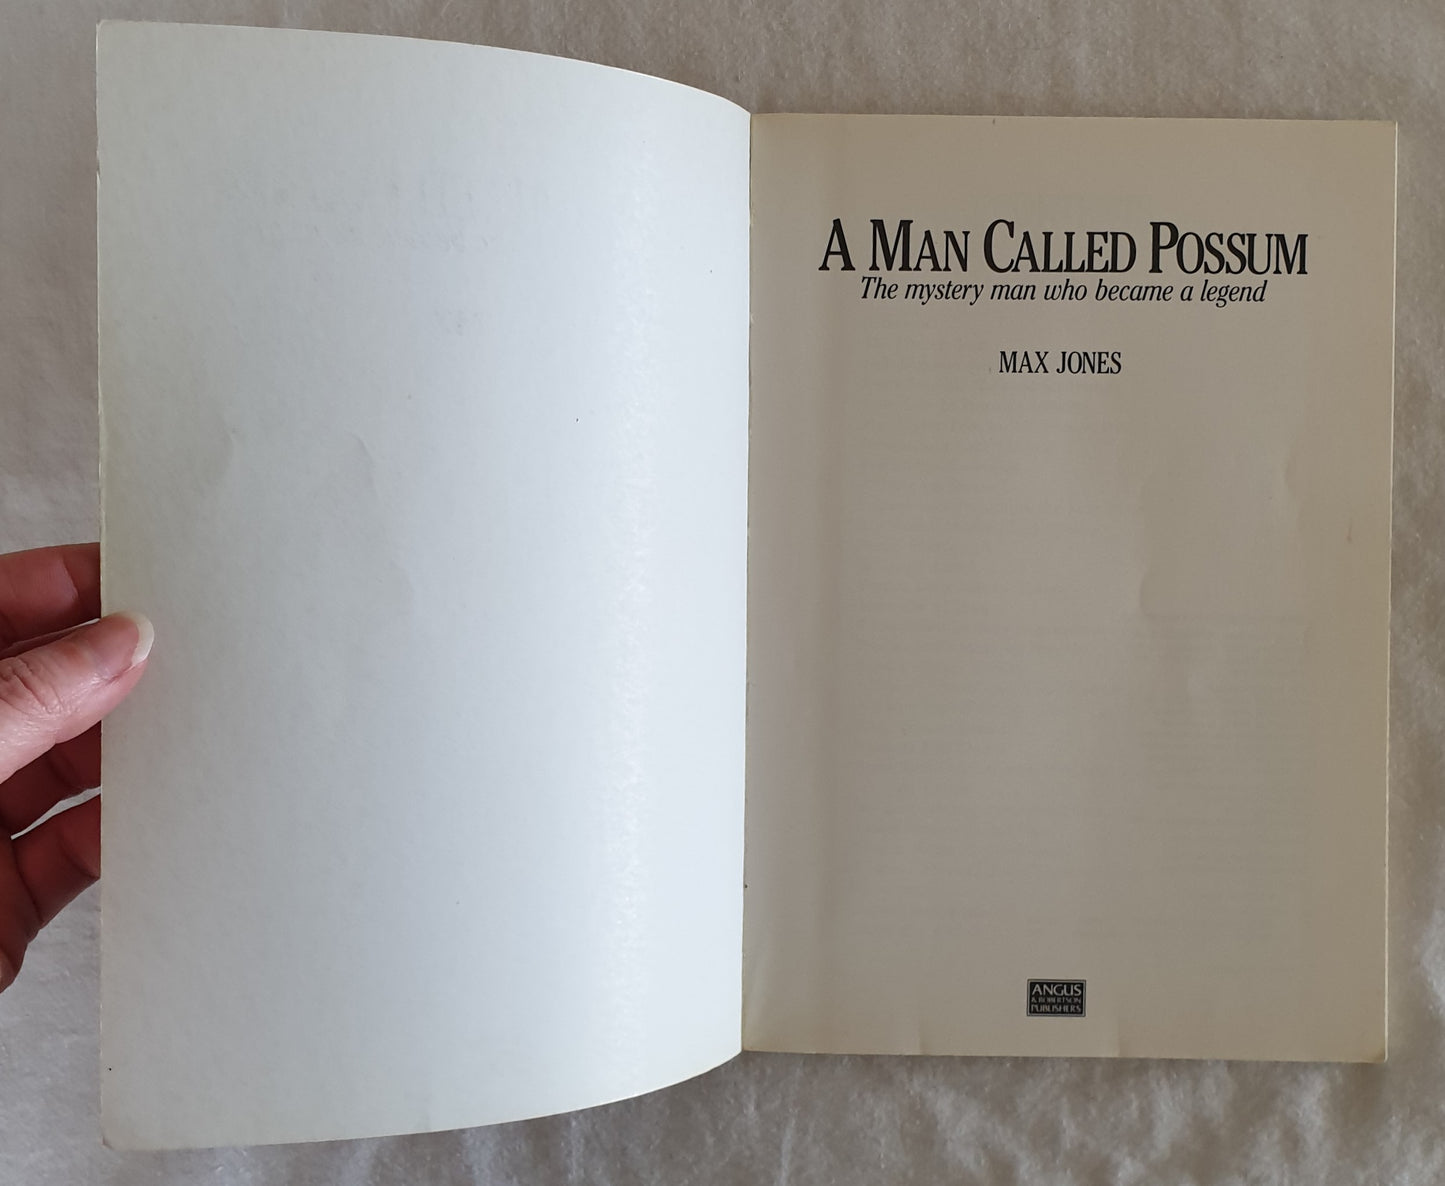 A MAN CALLED POSSUM
The mystery man who became a legend
MAX JONES
ANGUS
& ROBERTSON
PUBLISHERS